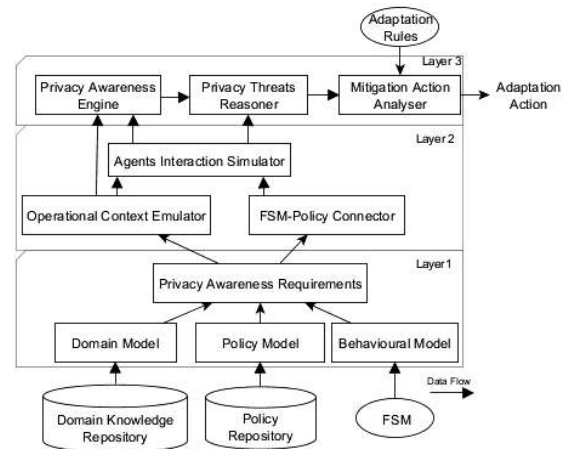 Adaptation
Rules
Layer 3
Privacy Awareness
Engine
Privacy Threats
Reasoner
Mitigation Action
Analyser
Adaptation
Action
Layer 2
Agents Interaction Simulator
Operational Context Emulator
FSM-Policy Connector
Layer1
Privacy Awareness Requirements
Domain Model
Policy Model
Behavioural Model
Data Flow
Domain Knowledge
Repository
Policy
Repository
FSM